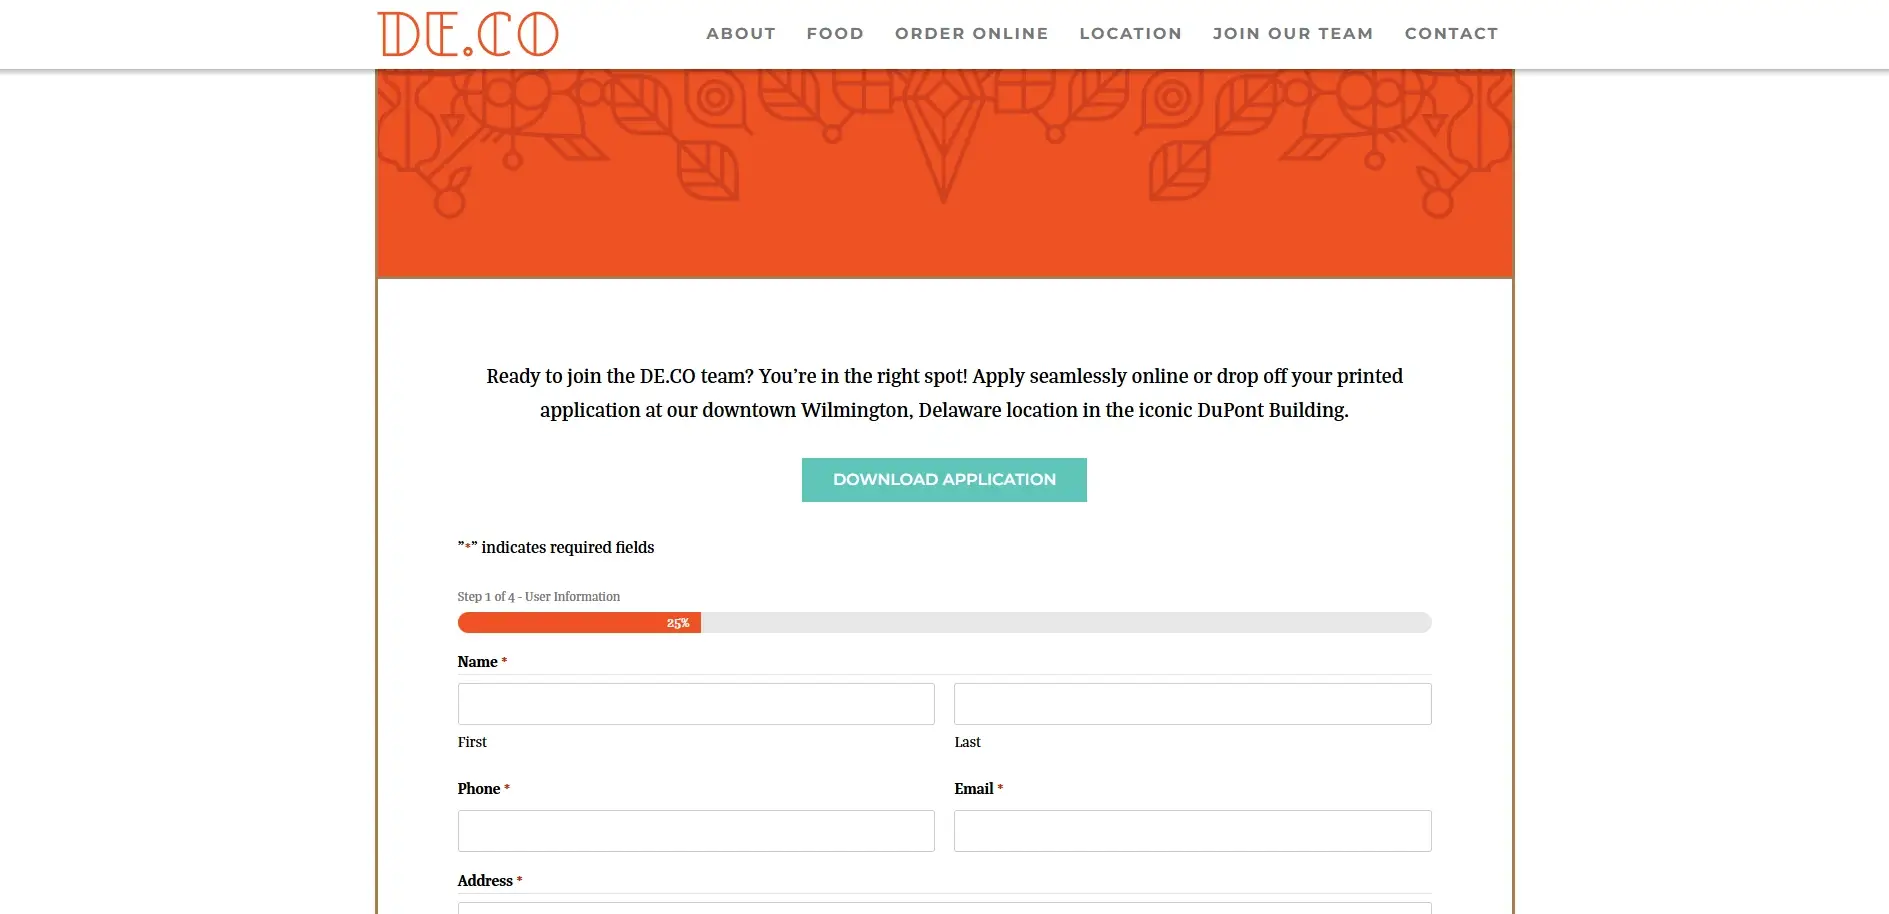 DE.CO
ABOUT FOOD ORDER ONLINE LOCATION JOIN OUR TEAM CONTACT
Ready to join the DE.CO team? You’re in the right spot! Apply seamlessly online or drop off your printed
application at our downtown Wilmington, Delaware location in the iconic DuPont Building.
DOWNLOAD APPLICATION
”*” indicates required fields
Step 1 of 4 - User Information
25%
Name *
First Last
Phone * Email *
Address *